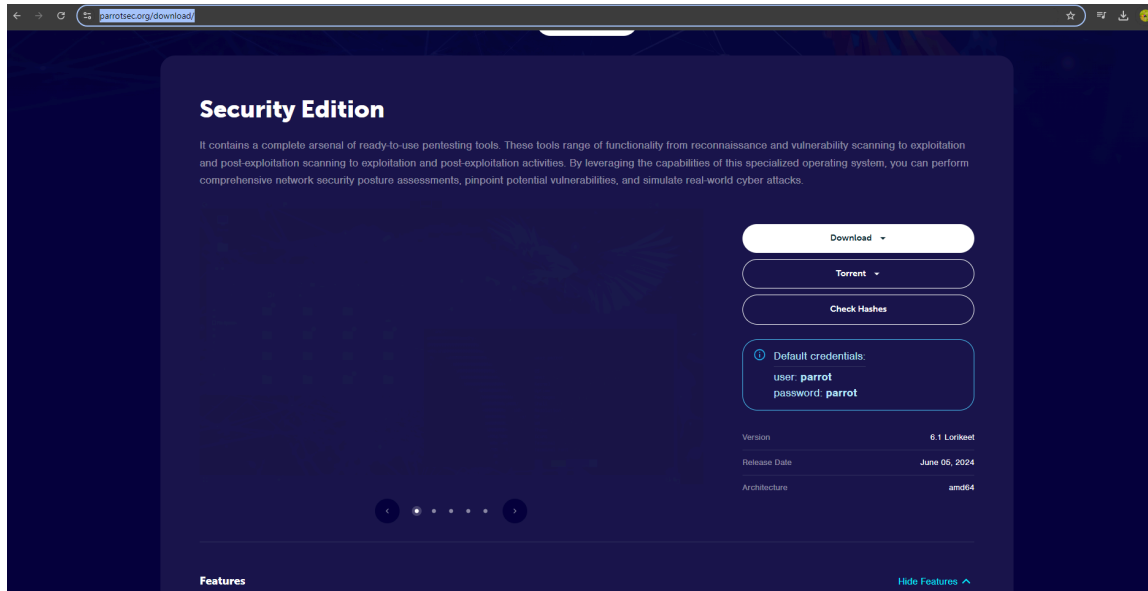 parrotsec.org/download/
Security Edition
It contains a complete arsenal of ready-to-use pentesting tools. These tools range of functionality from reconnaissance and vulnerability scanning to exploitation
and post-exploitation scanning to exploitation and post-exploitation activities. By leveraging the capabilities of this specialized operating system, you can perform
comprehensive network security posture assessments, pinpoint potential vulnerabilities, and simulate real-world cyber attacks.
Download
Torrent
Check Hashes
Default credentials:
user: parrot
password: parrot
Version 6.1 Lorikeet
Release Date June 05, 2024
Architecture amd64
Features Hide Features